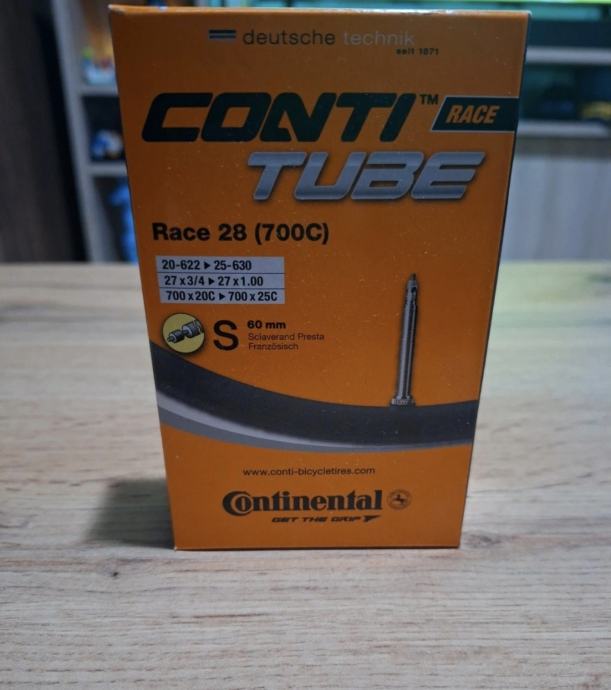 deutsche technik
seit 1871
CONTI™ RACE
TUBE
Race 28 (700C)
20-622 ▸ 25-630
27 x 3/4 ▸ 27 x 1.00
700 x 20C ▸ 700 x 25C
S 60 mm
Sclaverand Presta
Französisch
www.conti-bicycletires.com
Continental
GET THE GRIP